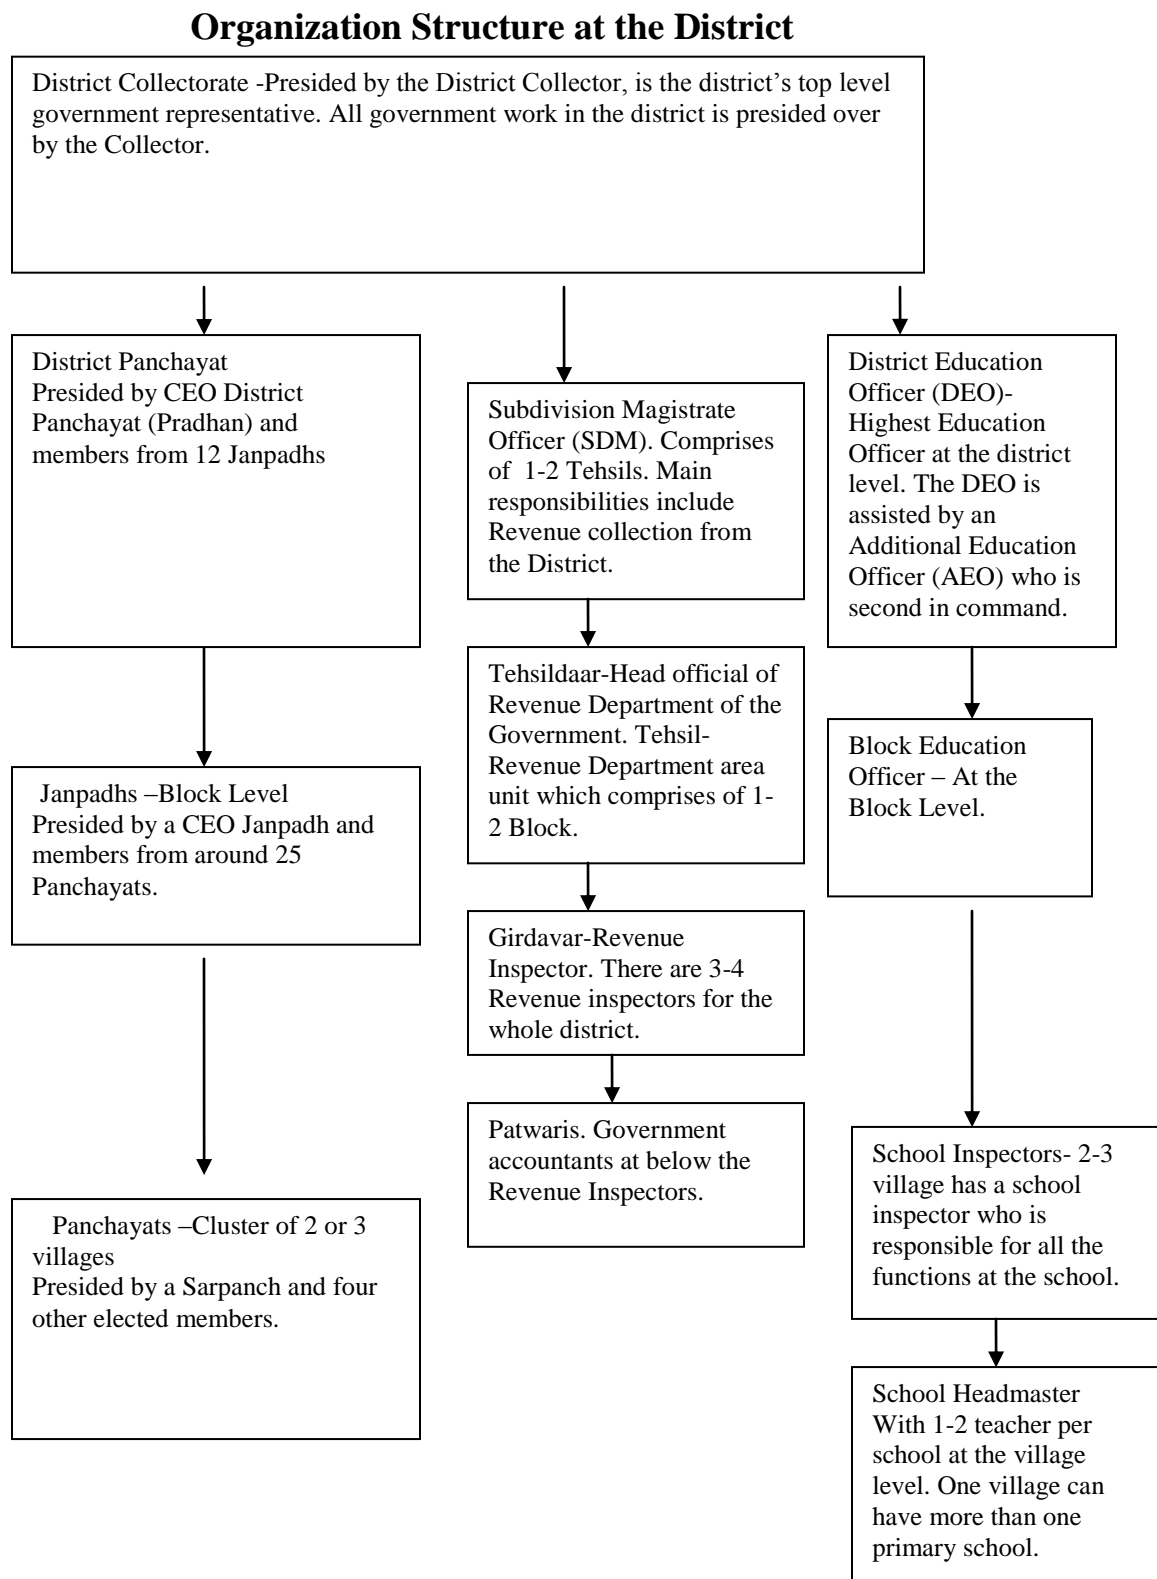 Organization Structure at the District
District Collectorate -Presided by the District Collector, is the district’s top level
government representative. All government work in the district is presided over
by the Collector.
District Panchayat
Presided by CEO District
Panchayat (Pradhan) and
members from 12 Janpadhs
Janpadhs –Block Level
Presided by a CEO Janpadh and
members from around 25
Panchayats.
Panchayats –Cluster of 2 or 3
villages
Presided by a Sarpanch and four
other elected members.
Subdivision Magistrate
Officer (SDM). Comprises
of 1-2 Tehsils. Main
responsibilities include
Revenue collection from
the District.
Tehsildaar-Head official of
Revenue Department of the
Government. Tehsil-
Revenue Department area
unit which comprises of 1-
2 Block.
Girdavar-Revenue
Inspector. There are 3-4
Revenue inspectors for the
whole district.
Patwaris. Government
accountants at below the
Revenue Inspectors.
District Education
Officer (DEO)-
Highest Education
Officer at the district
level. The DEO is
assisted by an
Additional Education
Officer (AEO) who is
second in command.
Block Education
Officer – At the
Block Level.
School Inspectors- 2-3
village has a school
inspector who is
responsible for all the
functions at the school.
School Headmaster
With 1-2 teacher per
school at the village
level. One village can
have more than one
primary school.